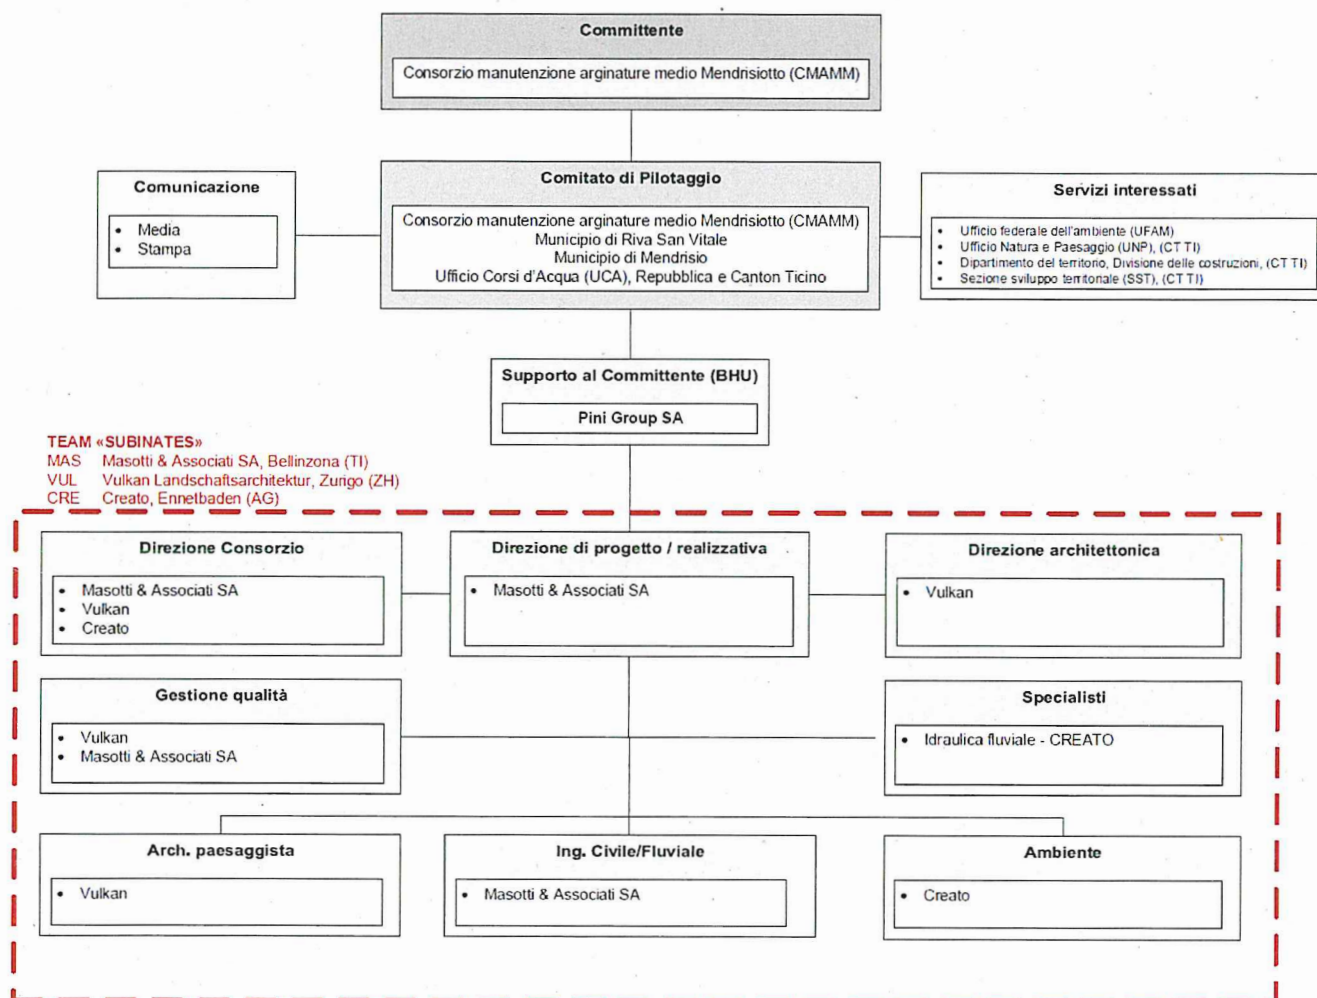 Committente
Consorzio manutenzione arginature medio Mendrisiotto (CMAMM)
Comunicazione
• Media
• Stampa
Comitato di Pilotaggio
Consorzio manutenzione arginature medio Mendrisiotto (CMAMM)
Municipio di Riva San Vitale
Municipio di Mendrisio
Ufficio Corsi d'Acqua (UCA), Repubblica e Canton Ticino
Servizi interessati
• Ufficio federale dell'ambiente (UFAM)
• Ufficio Natura e Paesaggio (UNP), (CT TI)
• Dipartimento del territorio, Divisione delle costruzioni, (CT TI)
• Sezione sviluppo territoriale (SST), (CT TI)
Supporto al Committente (BHU)
Pini Group SA
TEAM «SUBINATES»
MAS Masotti & Associati SA, Bellinzona (TI)
VUL Vulkan Landschaftsarchitektur, Zurigo (ZH)
CRE Creato, Ennetbaden (AG)
Direzione Consorzio
• Masotti & Associati SA
• Vulkan
• Creato
Direzione di progetto / realizzativa
• Masotti & Associati SA
Direzione architettonica
• Vulkan
Gestione qualità
• Vulkan
• Masotti & Associati SA
Specialisti
• Idraulica fluviale - CREATO
Arch. paesaggista
• Vulkan
Ing. Civile/Fluviale
• Masotti & Associati SA
Ambiente
• Creato